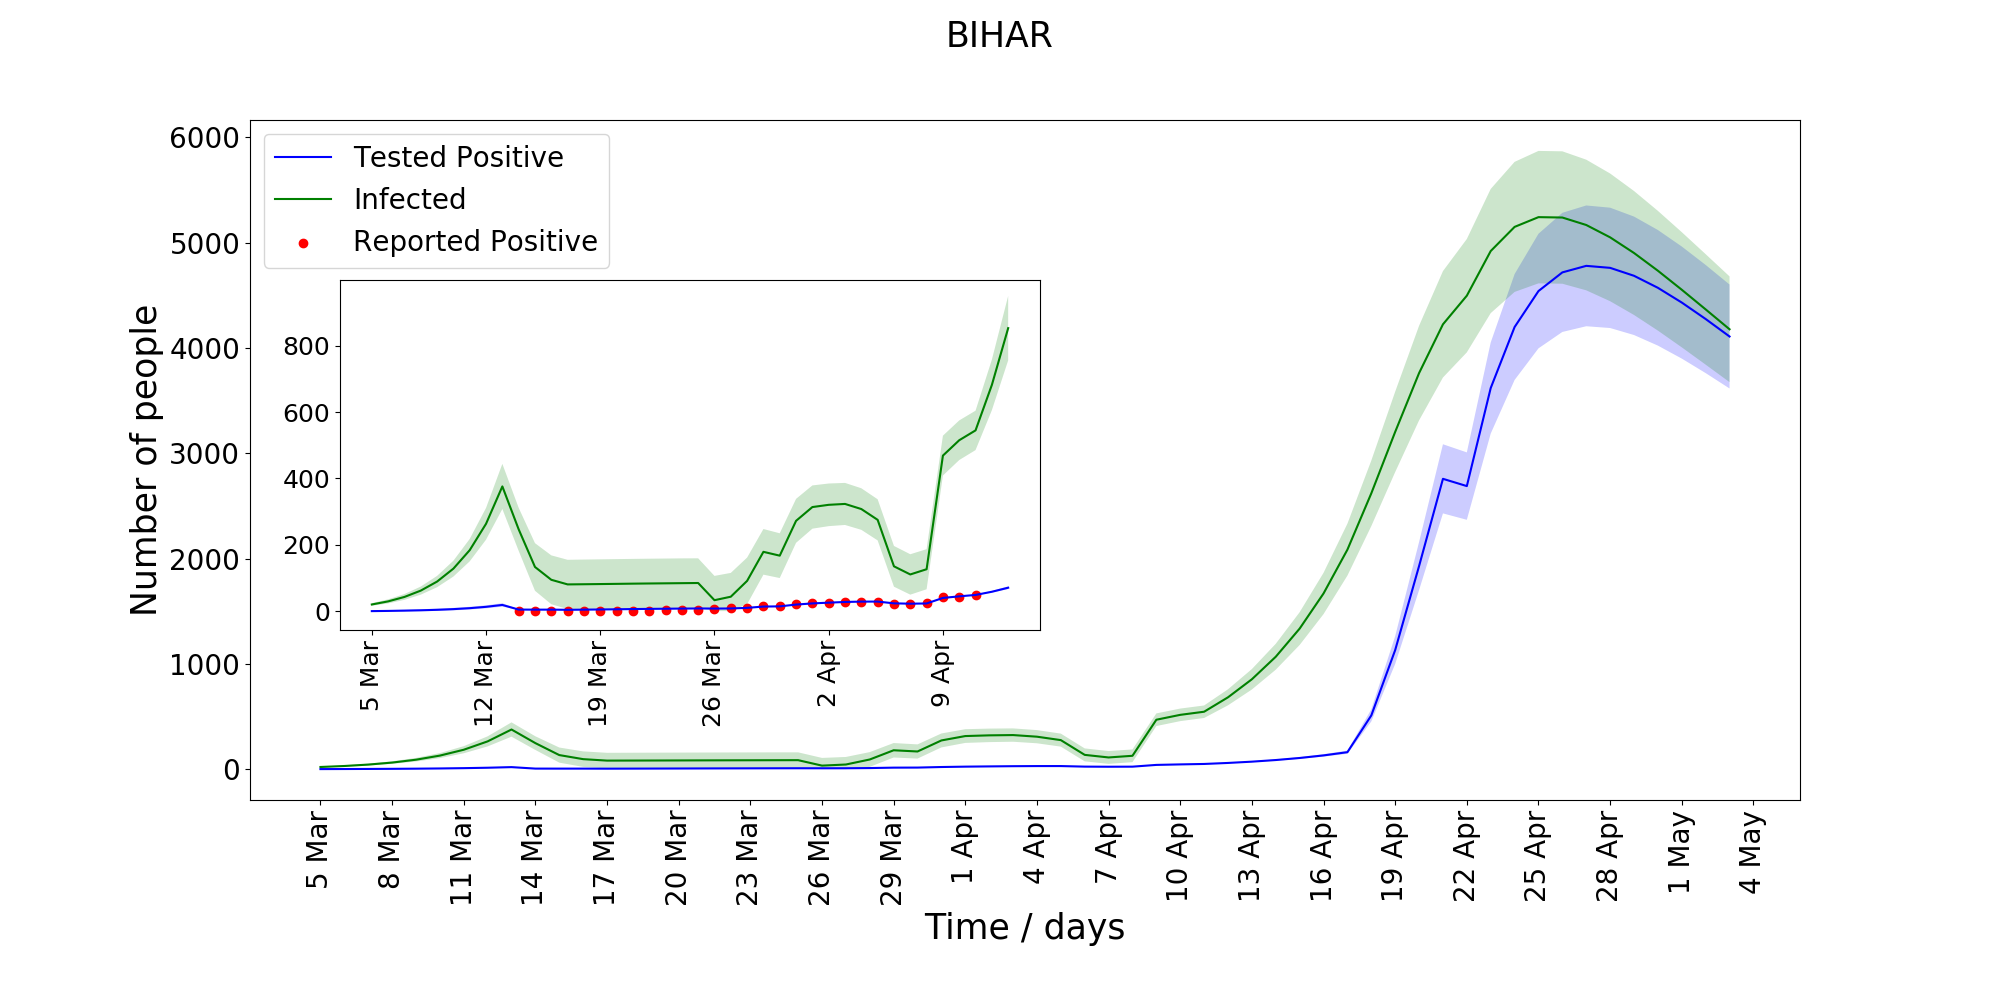 BIHAR
6000
5000
4000
3000
2000
1000
0
Number of people
Tested Positive
Infected
Reported Positive
800
600
400
200
0
5 Mar
12 Mar
19 Mar
26 Mar
2 Apr
9 Apr
5 Mar
8 Mar
11 Mar
14 Mar
17 Mar
20 Mar
23 Mar
26 Mar
29 Mar
1 Apr
4 Apr
7 Apr
10 Apr
13 Apr
16 Apr
19 Apr
22 Apr
25 Apr
28 Apr
1 May
4 May
Time / days